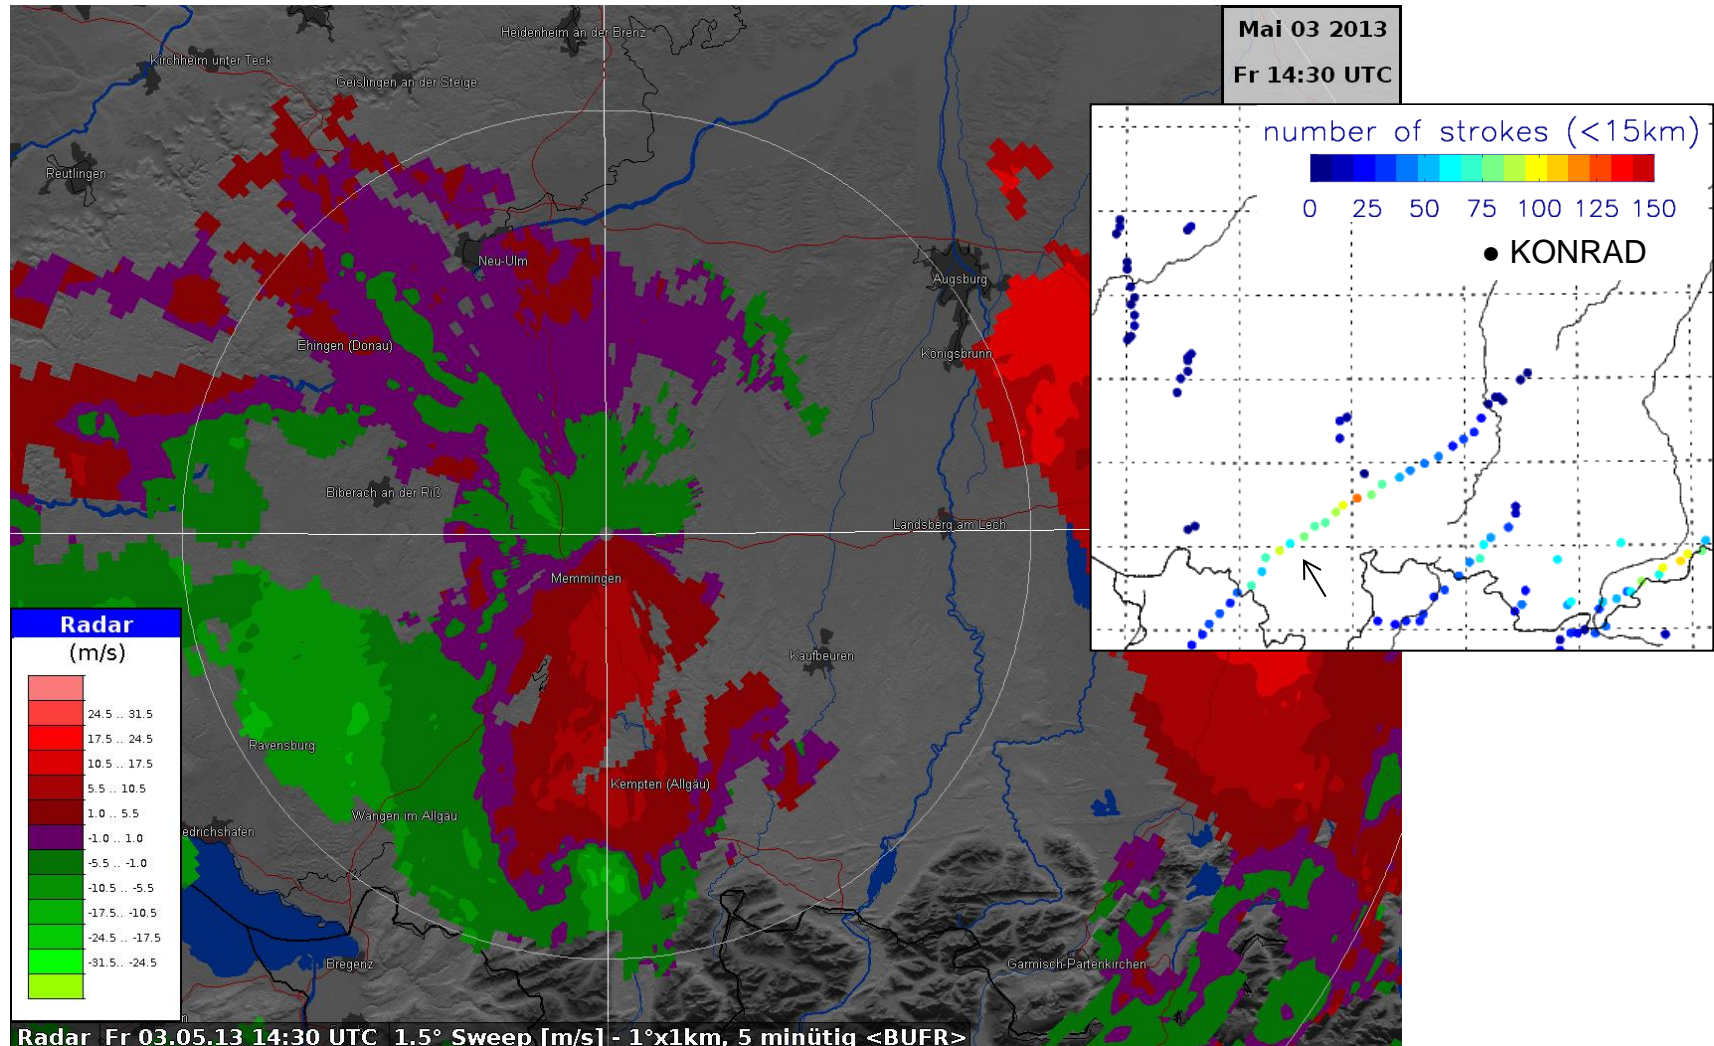 Heidenheim an der Brenz
Mai 03 2013
Fr 14:30 UTC
Kirchheim unter Teck
Geislingen an der Steige
number of strokes (<15km)
0 25 50 75 100 125 150
KONRAD
Reutlingen
Neu-Ulm
Augsburg
Ehingen (Donau)
Königsbrunn
Biberach an der Riß
Landsberg am Lech
Memmingen
Radar
(m/s)
24.5 .. 31.5
17.5 .. 24.5
10.5 .. 17.5
5.5 .. 10.5
1.0 .. 5.5
-1.0 .. 1.0
-5.5 .. -1.0
-10.5 .. -5.5
-17.5 .. -10.5
-24.5 .. -17.5
-31.5 .. -24.5
Kaufbeuren
Ravensburg
Kempten (Allgäu)
Wangen im Allgäu
edrichshafen
Bregenz
Garmisch-Partenkirchen
n
Radar Fr 03.05.13 14:30 UTC 1.5° Sweep [m/s] - 1°x1km, 5 minütig <BUFR>